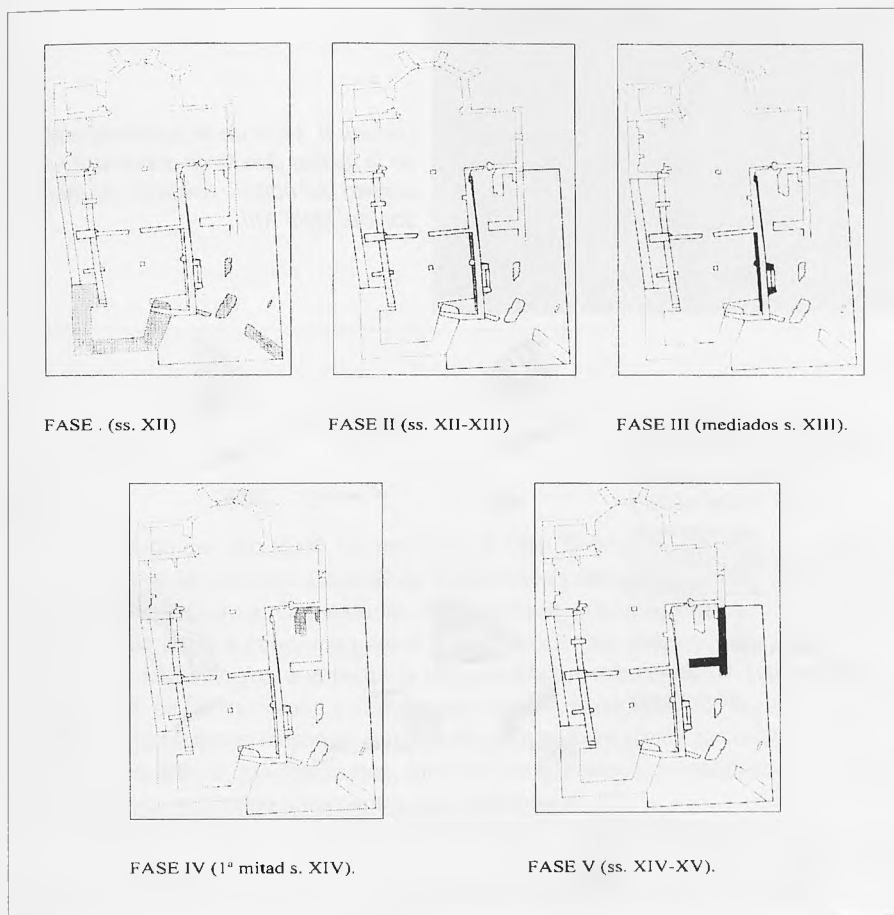 FASE . (ss. XII)
FASE II (ss. XII-XIII)
FASE III (mediados s. XIII).
FASE IV (1ª mitad s. XIV).
FASE V (ss. XIV-XV).